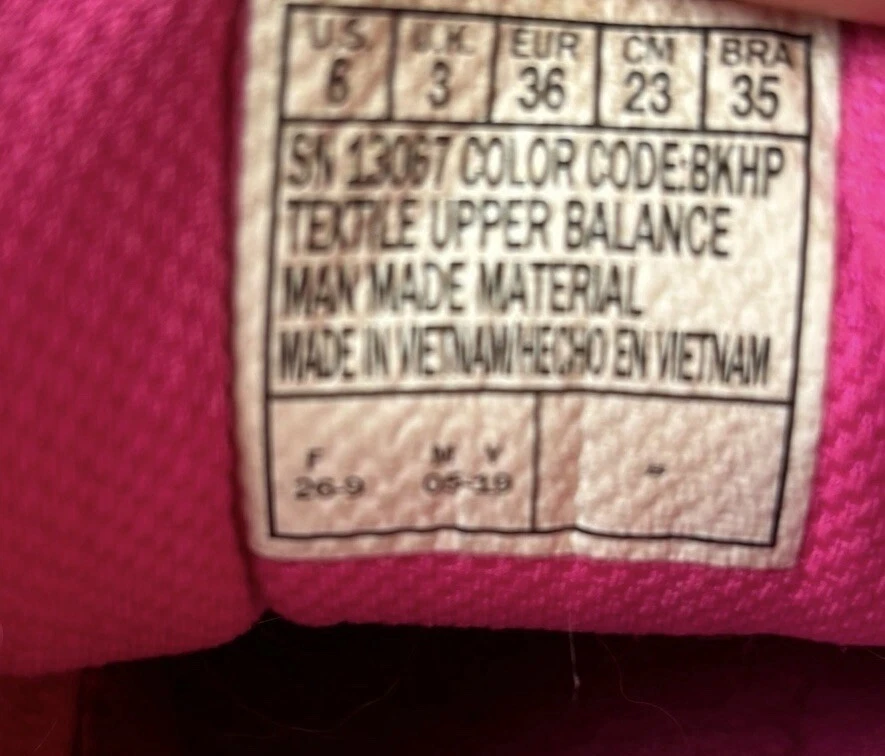 U.S. U.K. EUR CM BRA
6 3 36 23 35
SN 13067 COLOR CODE:BKHP
TEXTILE UPPER BALANCE
MAN MADE MATERIAL
MADE IN VIETNAM/HECHO EN VIETNAM
F M Y
26-9 05-19 -